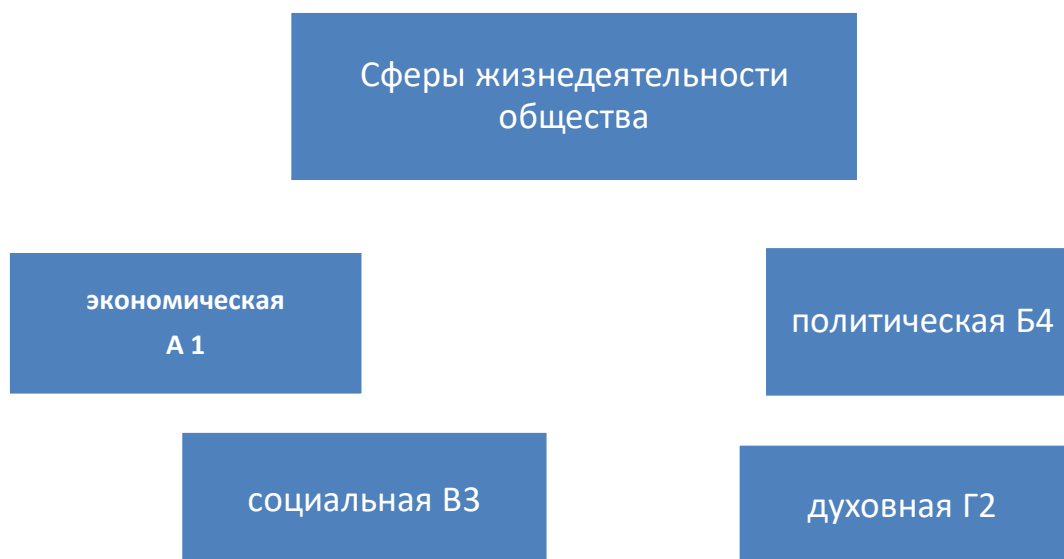 Сферы жизнедеятельности
общества
экономическая
А 1
политическая Б4
социальная В3
духовная Г2